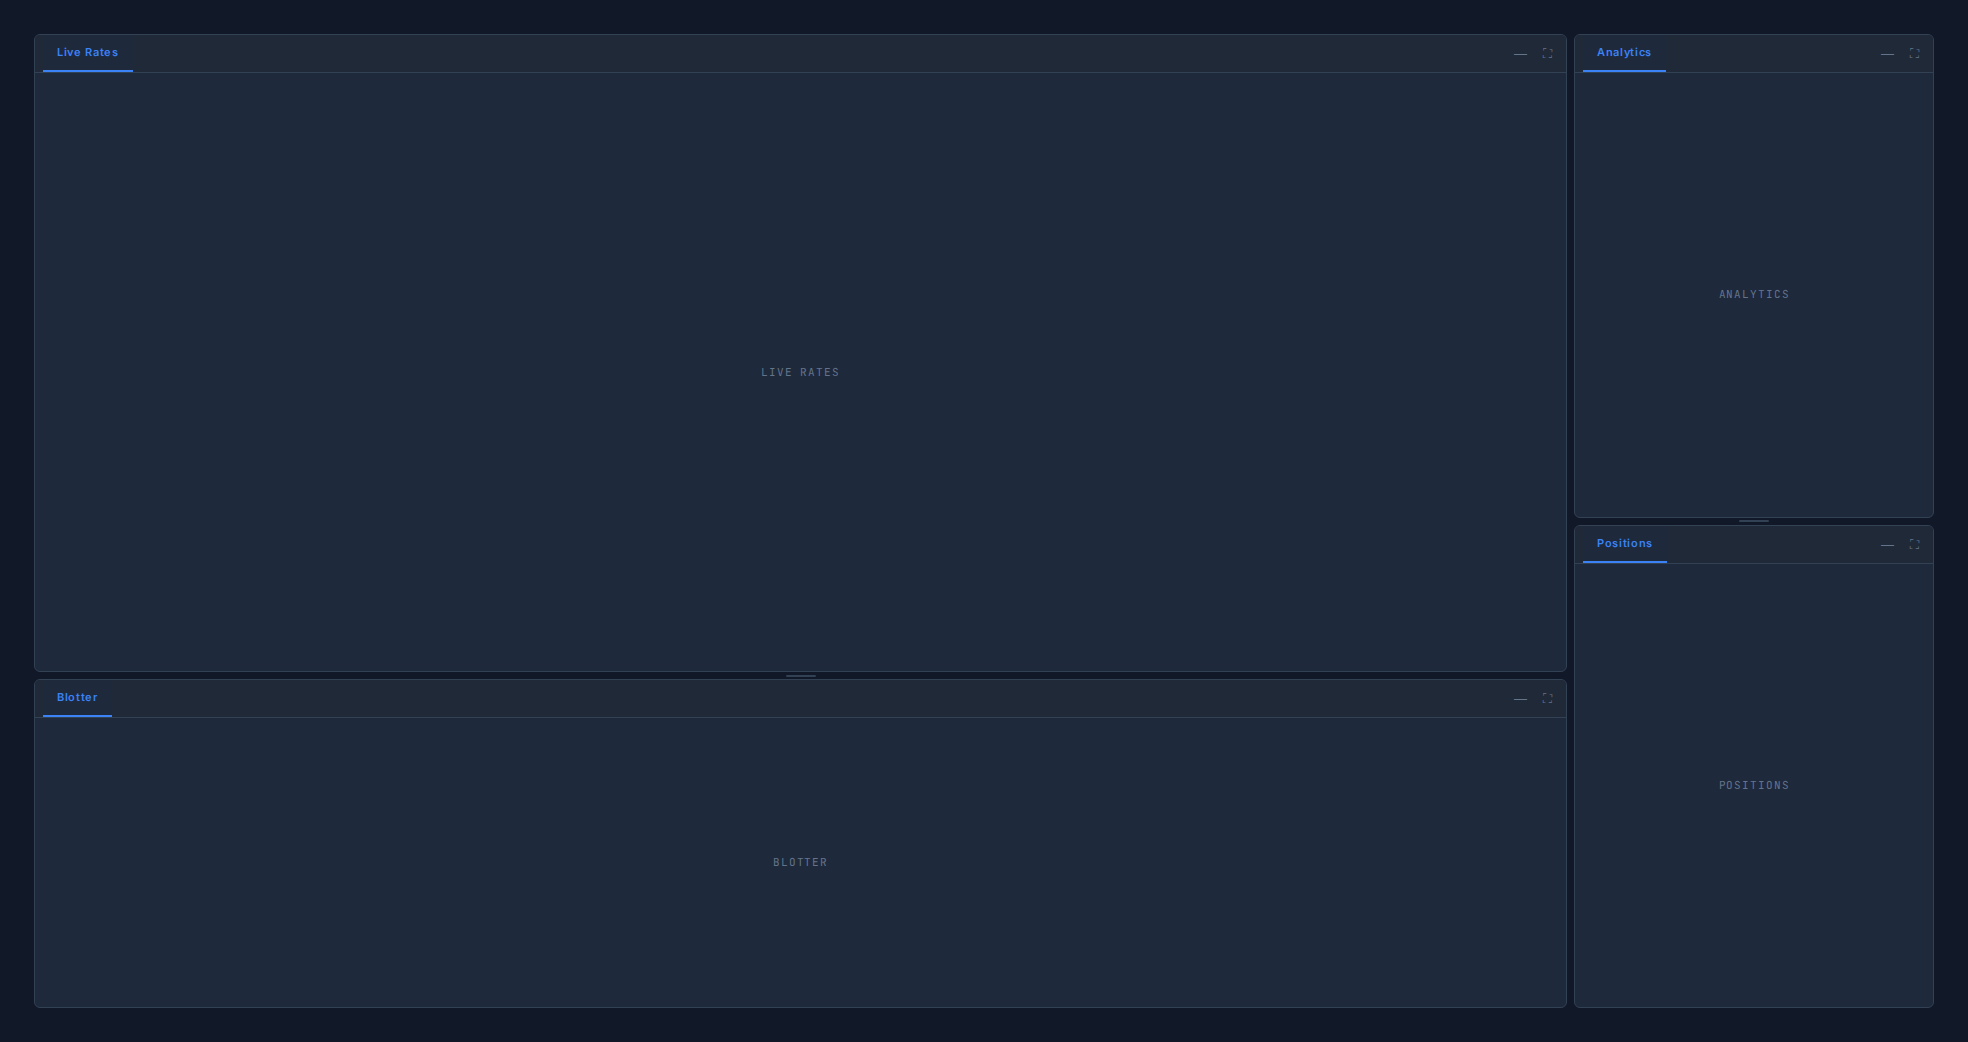 Live Rates
LIVE RATES
Blotter
BLOTTER
Analytics
ANALYTICS
Positions
POSITIONS